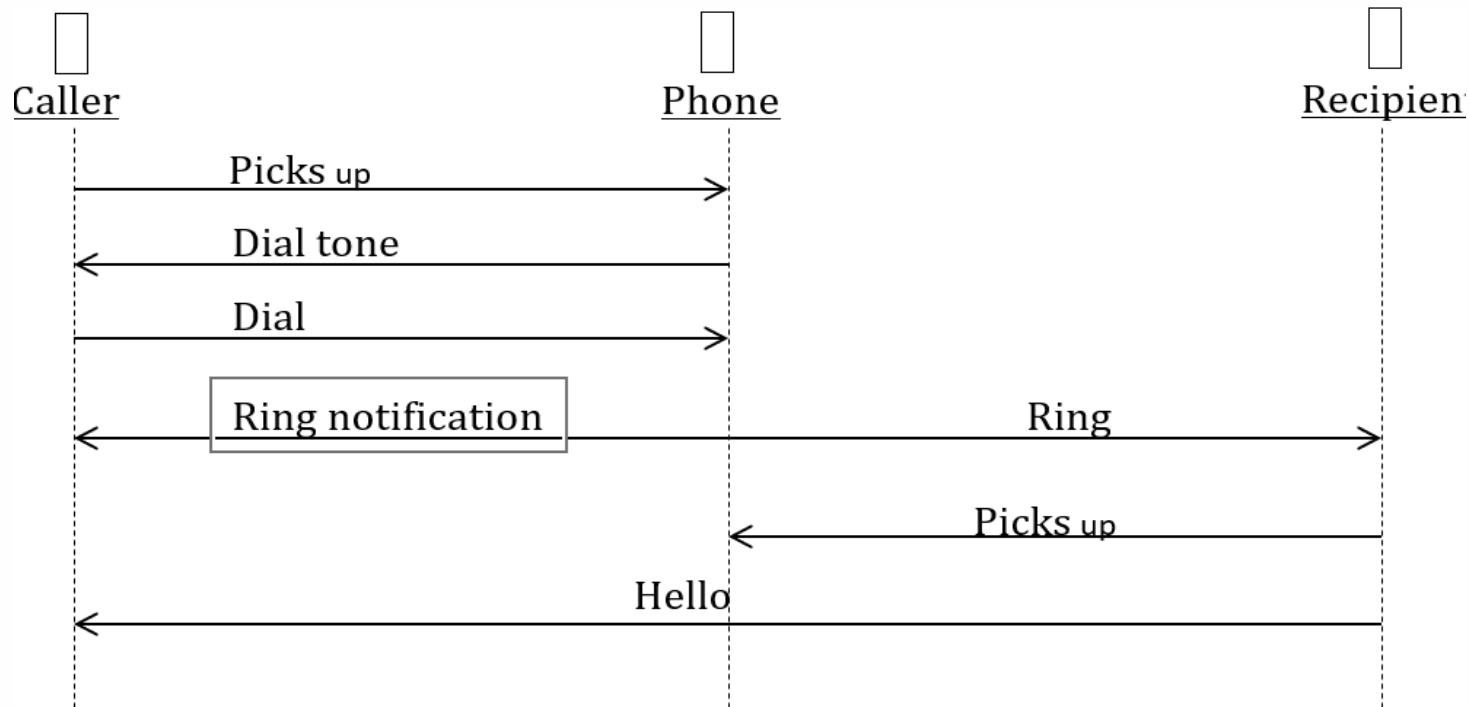 Caller Phone Recipient
Picks up
Dial tone
Dial
Ring notification Ring
Picks up
Hello